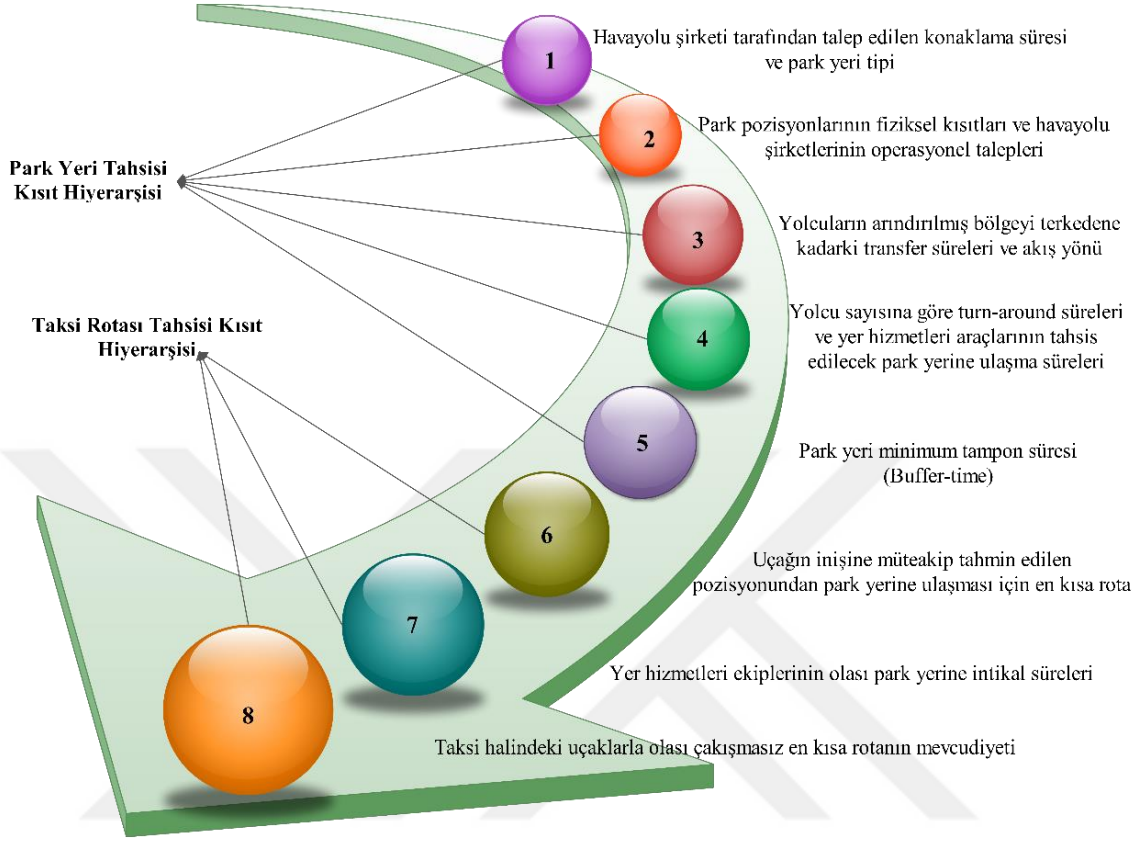 1
Havayolu şirketi tarafından talep edilen konaklama süresi
ve park yeri tipi
2
Park pozisyonlarının fiziksel kısıtları ve havayolu
şirketlerinin operasyonel talepleri
Park Yeri Tahsisi
Kısıt Hiyerarşisi
3
Yolcuların arındırılmış bölgeyi terkedene
kadarki transfer süreleri ve akış yönü
Taksi Rotası Tahsisi Kısıt
Hiyerarşisi
4
Yolcu sayısına göre turn-around süreleri
ve yer hizmetleri araçlarının tahsis
edilecek park yerine ulaşma süreleri
5
Park yeri minimum tampon süresi
(Buffer-time)
6
Uçağın inişine müteakip tahmin edilen
pozisyonundan park yerine ulaşması için en kısa rota
7
Yer hizmetleri ekiplerinin olası park yerine intikal süreleri
8
Taksi halindeki uçaklarla olası çakışmasız en kısa rotanın mevcudiyeti